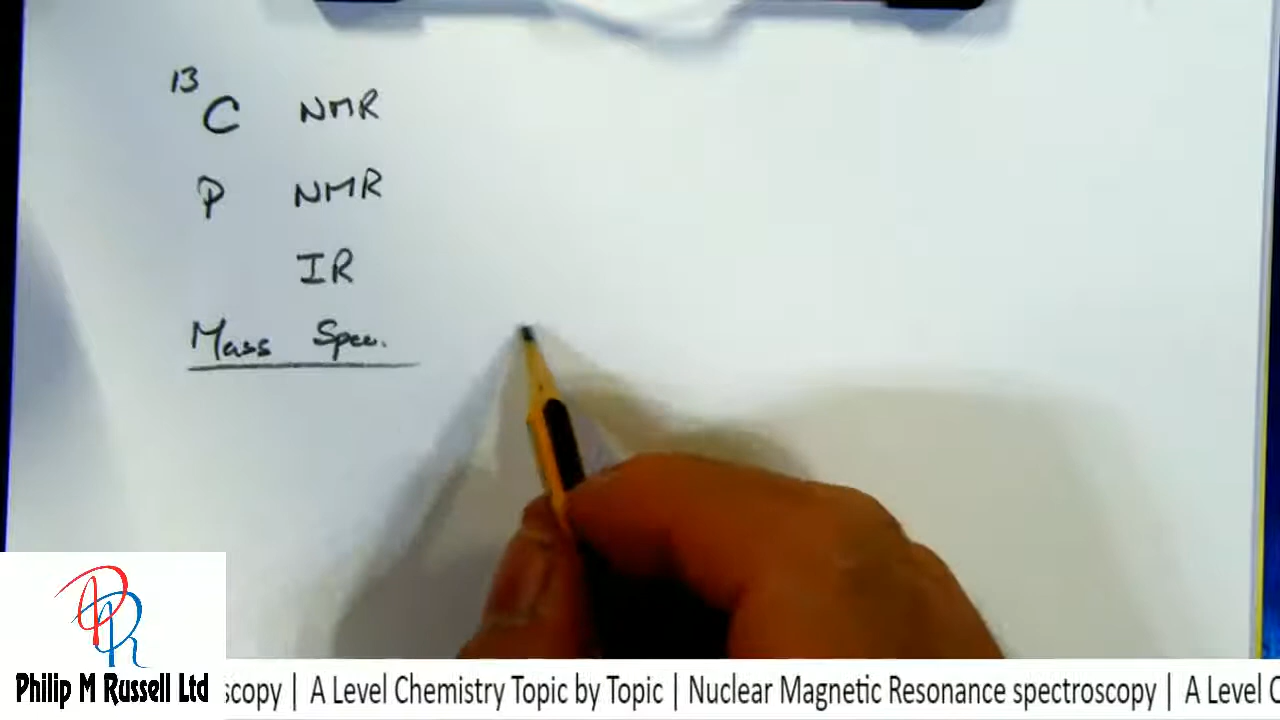 13C NMR
P NMR
IR
Mass Spec.
PR
Philip M Russell Ltd
scopy | A Level Chemistry Topic by Topic | Nuclear Magnetic Resonance spectroscopy | A Level C